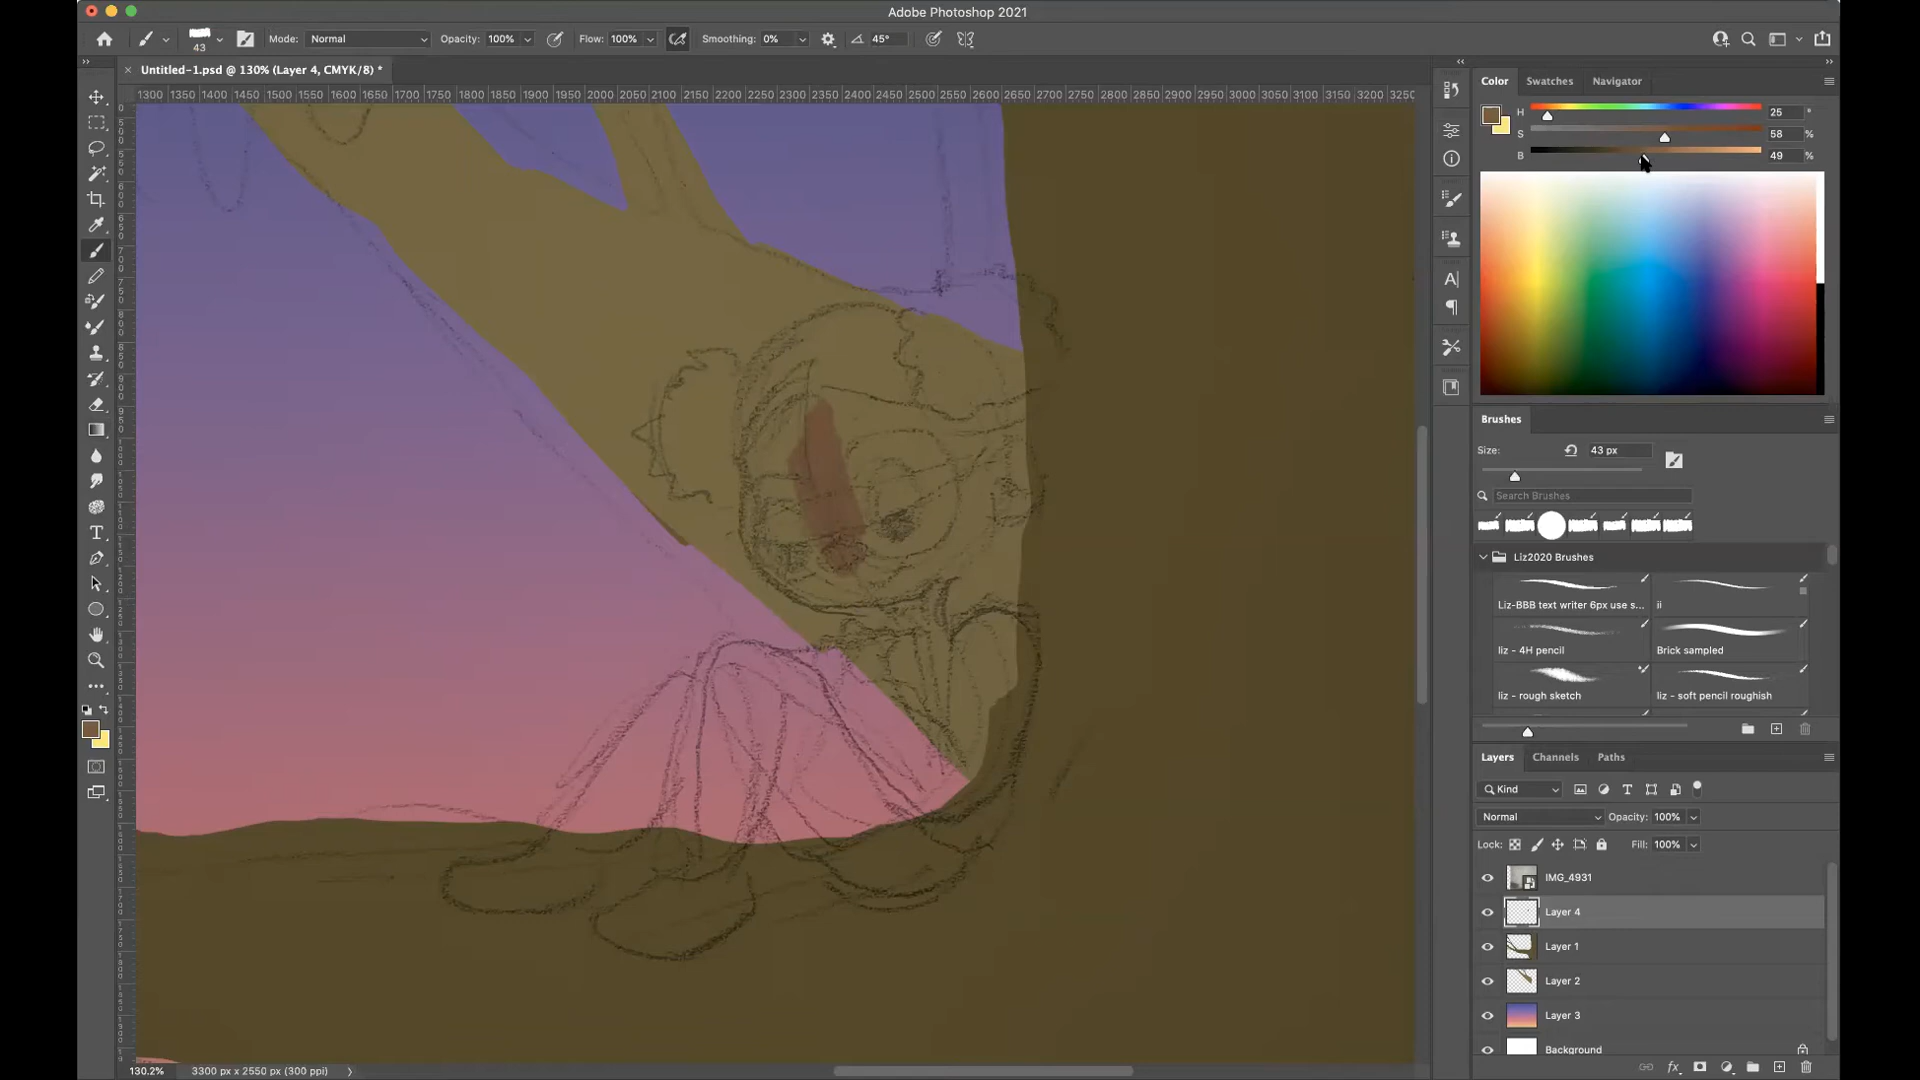 Adobe Photoshop 2021
43 Mode: Normal Opacity: 100% Flow: 100% Smoothing: 0% 45°
Untitled-1.psd @ 130% (Layer 4, CMYK/8) *
1300 1350 1400 1450 1500 1550 1600 1650 1700 1750 1800 1850 1900 1950 2000 2050 2100 2150 2200 2250 2300 2350 2400 2450 2500 2550 2600 2650 2700 2750 2800 2850 2900 2950 3000 3050 3100 3150 3200 3250
Color Swatches Navigator
H 25 °
S 58 %
B 49 %
Brushes
Size: 43 px
Search Brushes
Liz2020 Brushes
Liz-BBB text writer 6px use s... ii
liz - 4H pencil Brick sampled
liz - rough sketch liz - soft pencil roughish
Layers Channels Paths
Kind
Normal Opacity: 100%
Lock: Fill: 100%
IMG_4931
Layer 4
Layer 1
Layer 2
Layer 3
Background
130.2% 3300 px x 2550 px (300 ppi)